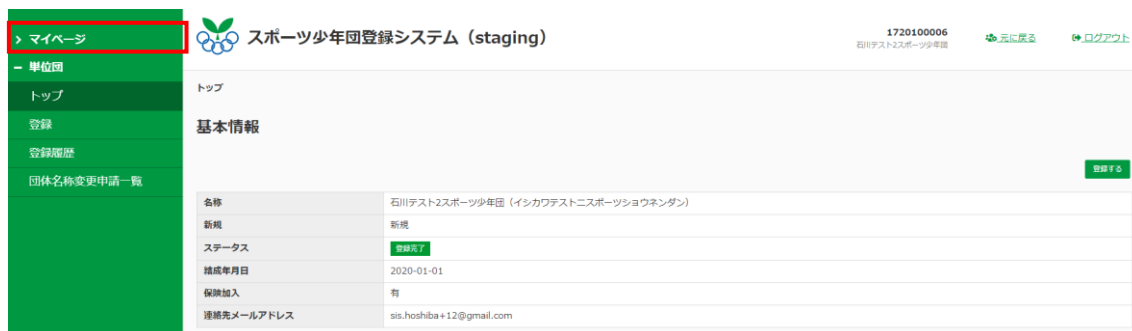 > マイページ
− 単位団
トップ
登録
登録履歴
団体名称変更申請一覧
スポーツ少年団登録システム（staging）
1720100006
石川テスト2スポーツ少年団
元に戻る
ログアウト
トップ
基本情報
登録する
名称 石川テスト2スポーツ少年団（イシカワテストニスポーツショウネンダン）
新規 新規
ステータス 登録完了
結成年月日 2020-01-01
保険加入 有
連絡先メールアドレス sis.hoshiba+12@gmail.com